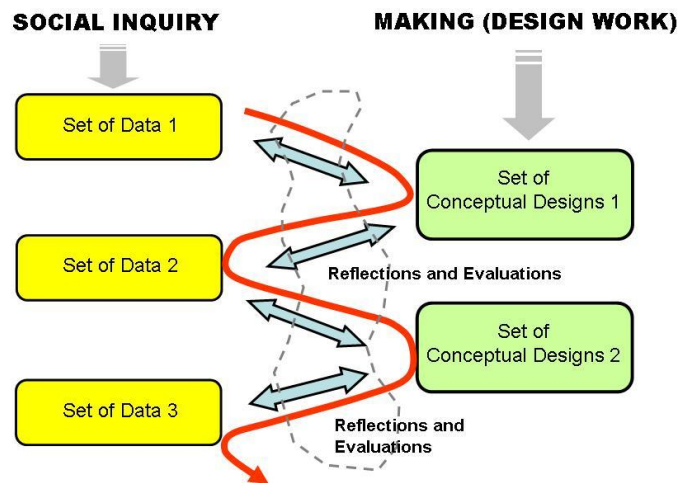 SOCIAL INQUIRY
MAKING (DESIGN WORK)
Set of Data 1
Set of
Conceptual Designs 1
Set of Data 2
Reflections and Evaluations
Set of
Conceptual Designs 2
Set of Data 3
Reflections and
Evaluations